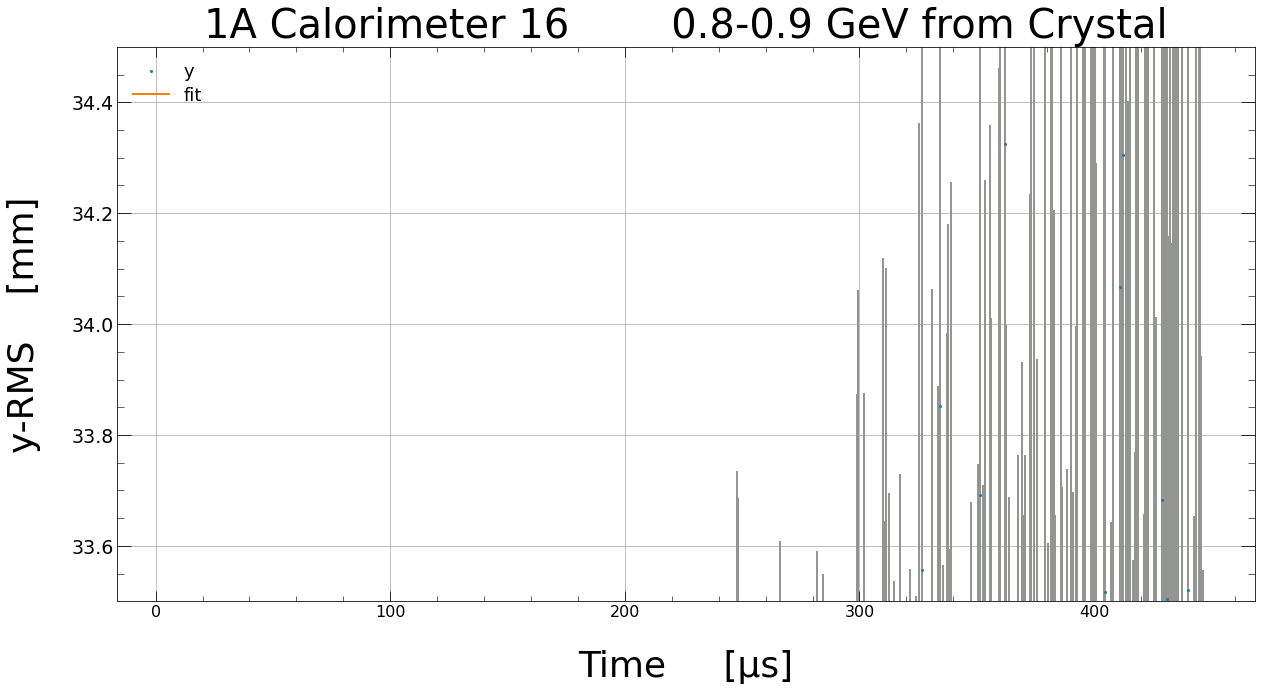 1A Calorimeter 16 0.8-0.9 GeV from Crystal
y
fit
34.4
34.2
34.0
33.8
33.6
y-RMS [mm]
0 100 200 300 400
Time [µs]